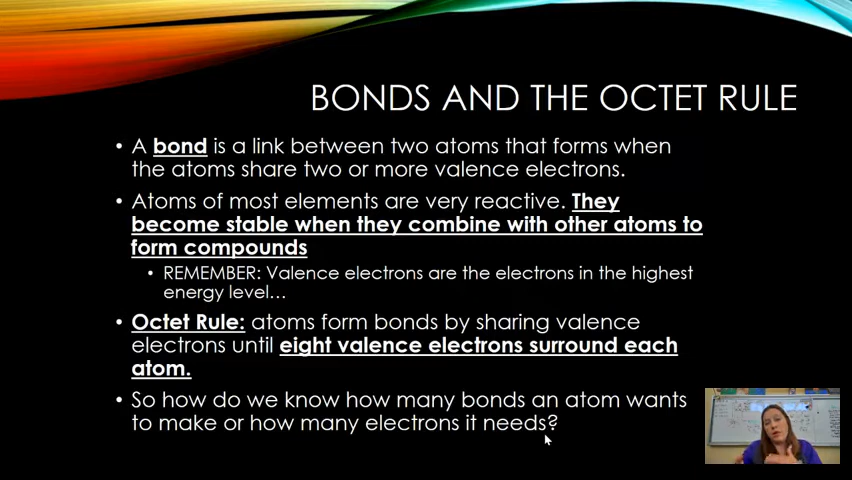 BONDS AND THE OCTET RULE
• A bond is a link between two atoms that forms when
the atoms share two or more valence electrons.
• Atoms of most elements are very reactive. They
become stable when they combine with other atoms to
form compounds
• REMEMBER: Valence electrons are the electrons in the highest
energy level…
• Octet Rule: atoms form bonds by sharing valence
electrons until eight valence electrons surround each
atom.
• So how do we know how many bonds an atom wants
to make or how many electrons it needs?